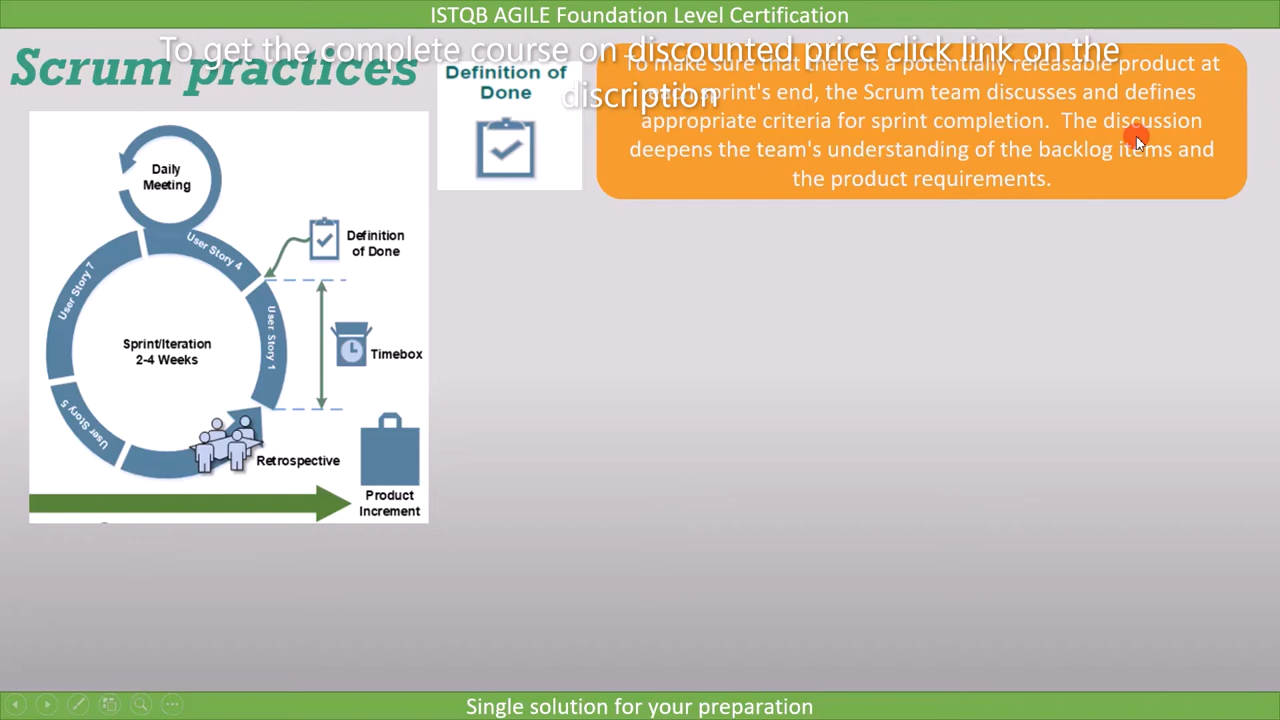 ISTQB AGILE Foundation Level Certification
To get the complete course on discounted price click link on the
discription
Scrum practices
Definition of
Done
To make sure that there is a potentially releasable product at
each sprint's end, the Scrum team discusses and defines
appropriate criteria for sprint completion. The discussion
deepens the team's understanding of the backlog items and
the product requirements.
Daily
Meeting
User Story 4
Definition
of Done
User Story 7
User Story 1
Sprint/Iteration
2-4 Weeks
Timebox
User Story 5
Retrospective
Product
Increment
Single solution for your preparation